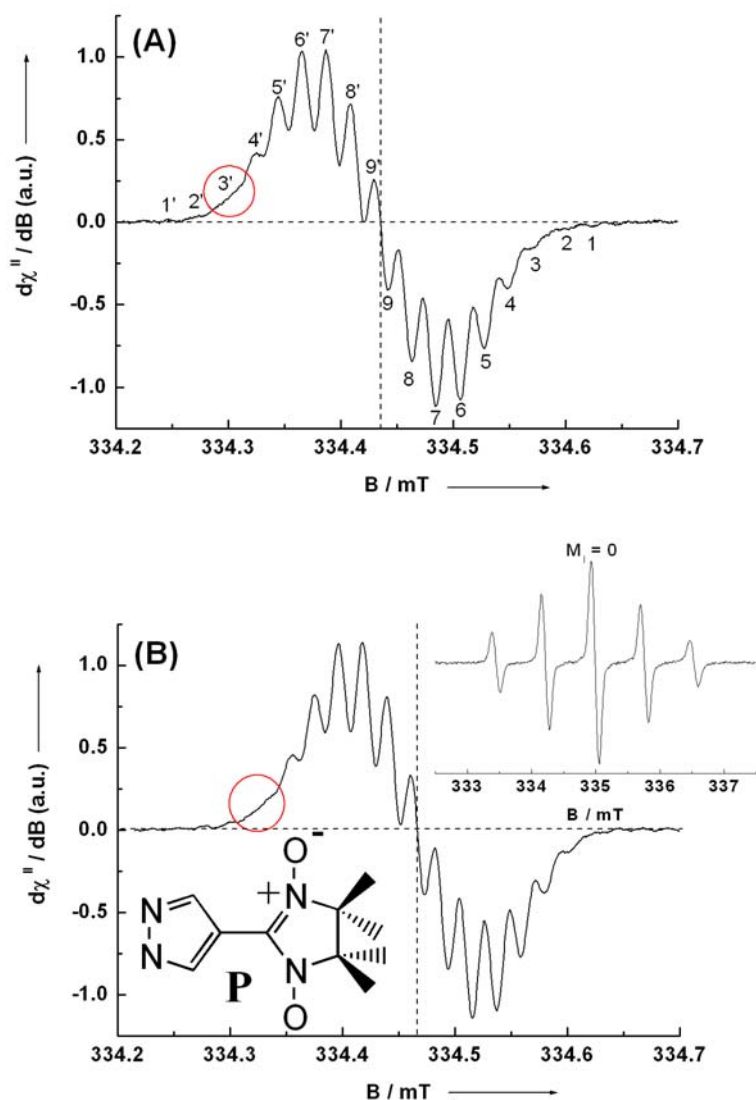 (A)
1.0
0.5
0.0
-0.5
-1.0
dχ II / dB (a.u.)
1'
2'
3'
4'
5'
6'
7'
8'
9'
9
8
7
6
5
4
3
2
1
334.2 334.3 334.4 334.5 334.6 334.7
B / mT
(B)
1.0
0.5
0.0
-0.5
-1.0
dχ II / dB (a.u.)
M I = 0
333 334 335 336 337
B / mT
O -
N +
N
N
N
O
P
334.2 334.3 334.4 334.5 334.6 334.7
B / mT